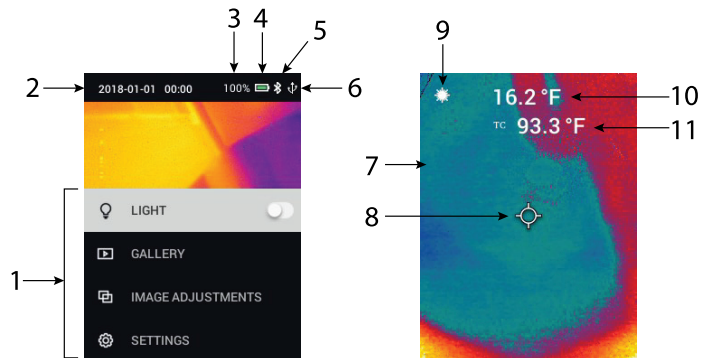 3 4 5
9
2 2018-01-01 00:00 100% 6
16.2 °F 10
TC 93.3 °F 11
7
8
LIGHT
1 GALLERY
IMAGE ADJUSTMENTS
SETTINGS